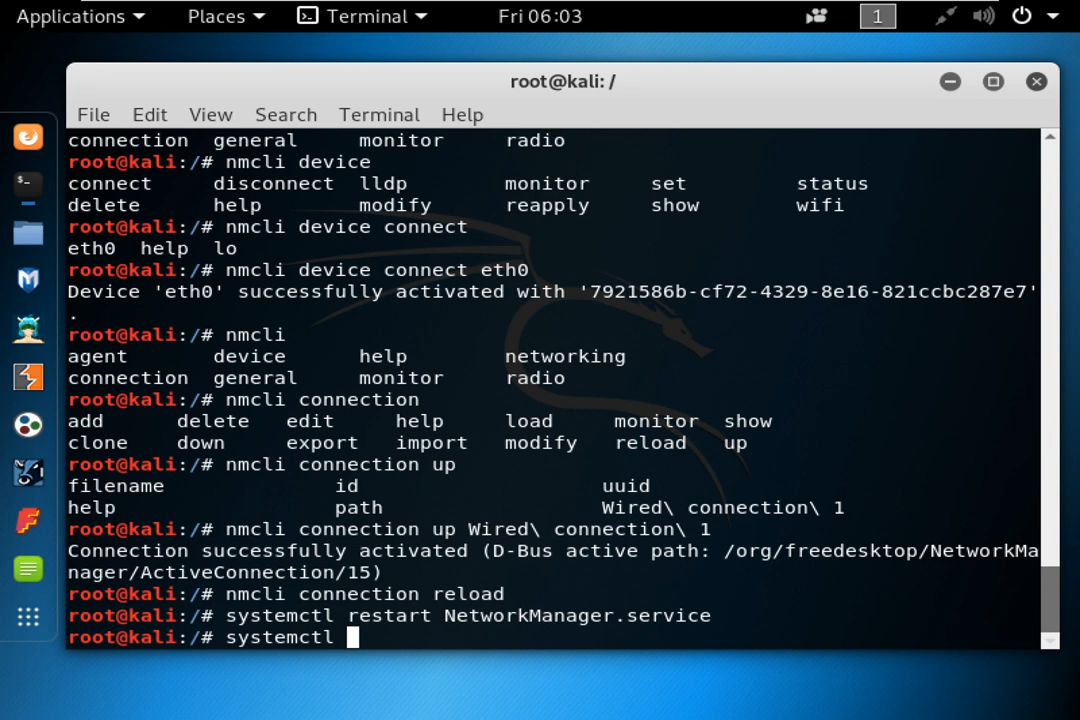 Applications Places Terminal Fri 06:03 1
root@kali: /
File Edit View Search Terminal Help
connection general monitor radio
root@kali:/# nmcli device
connect disconnect lldp monitor set status
delete help modify reapply show wifi
root@kali:/# nmcli device connect
eth0 help lo
root@kali:/# nmcli device connect eth0
Device 'eth0' successfully activated with '7921586b-cf72-4329-8e16-821ccbc287e7'
.
root@kali:/# nmcli
agent device help networking
connection general monitor radio
root@kali:/# nmcli connection
add delete edit help load monitor show
clone down export import modify reload up
root@kali:/# nmcli connection up
filename id uuid
help path Wired\ connection\ 1
root@kali:/# nmcli connection up Wired\ connection\ 1
Connection successfully activated (D-Bus active path: /org/freedesktop/NetworkMa
nager/ActiveConnection/15)
root@kali:/# nmcli connection reload
root@kali:/# systemctl restart NetworkManager.service
root@kali:/# systemctl